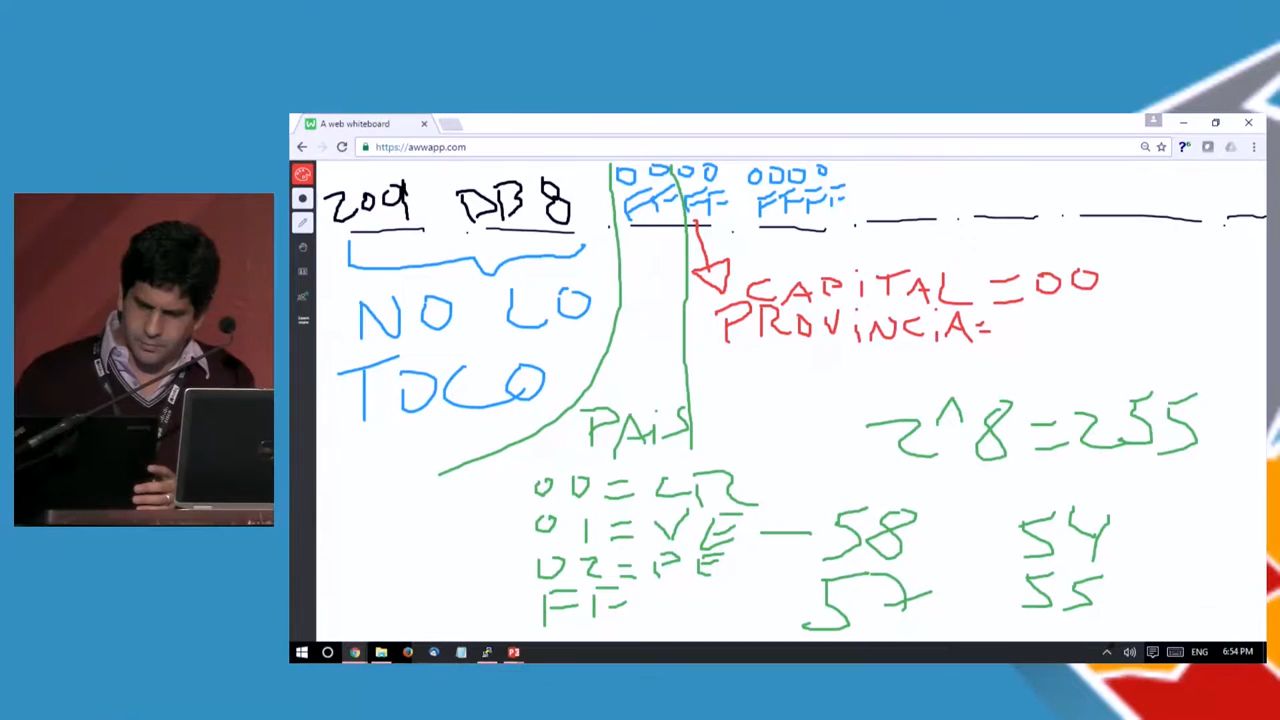 A web whiteboard
https://awwapp.com
0000 0000
2001 DB8 FFFF FFFF
NO LO
TOCO
CAPITAL = 00
PROVINCIA=
PAIS
2^8=255
00=CR
01=VE — 58 54
02=PE
FF 57 55
ENG 6:54 PM